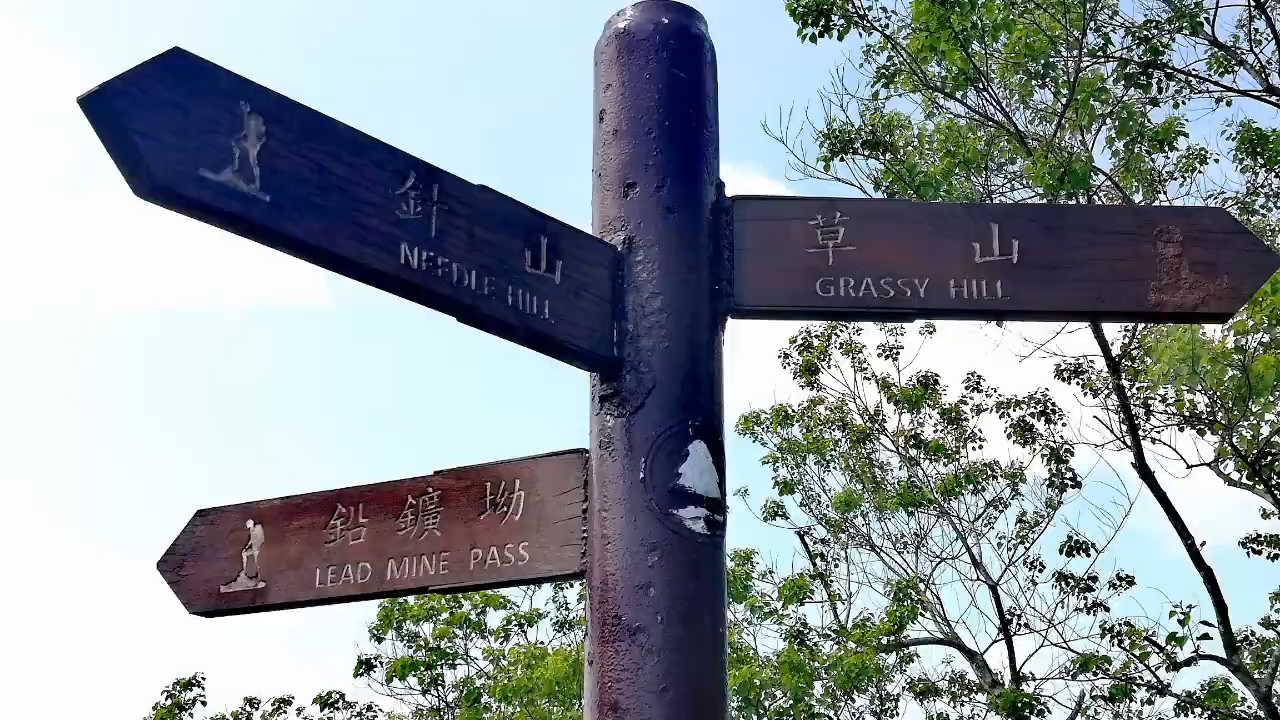 針 山
NEEDLE HILL
草 山
GRASSY HILL
鉛 鑛 坳
LEAD MINE PASS